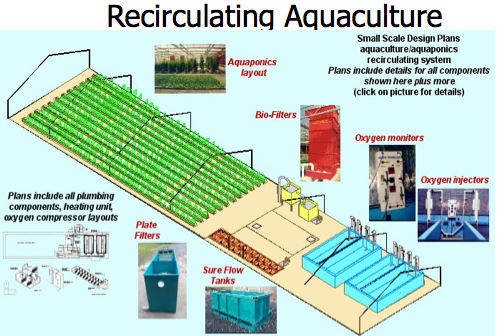 Recirculating Aquaculture
Small Scale Design Plans
aquaculture/aquaponics
recirculating system
Plans include details for all components
shown here plus more
(click on picture for details)
Aquaponics
layout
Bio-Filters
Oxygen monitors
Oxygen injectors
Plans include all plumbing
components, heating unit,
oxygen compressor layouts
Plate
Filters
Sure Flow
Tanks